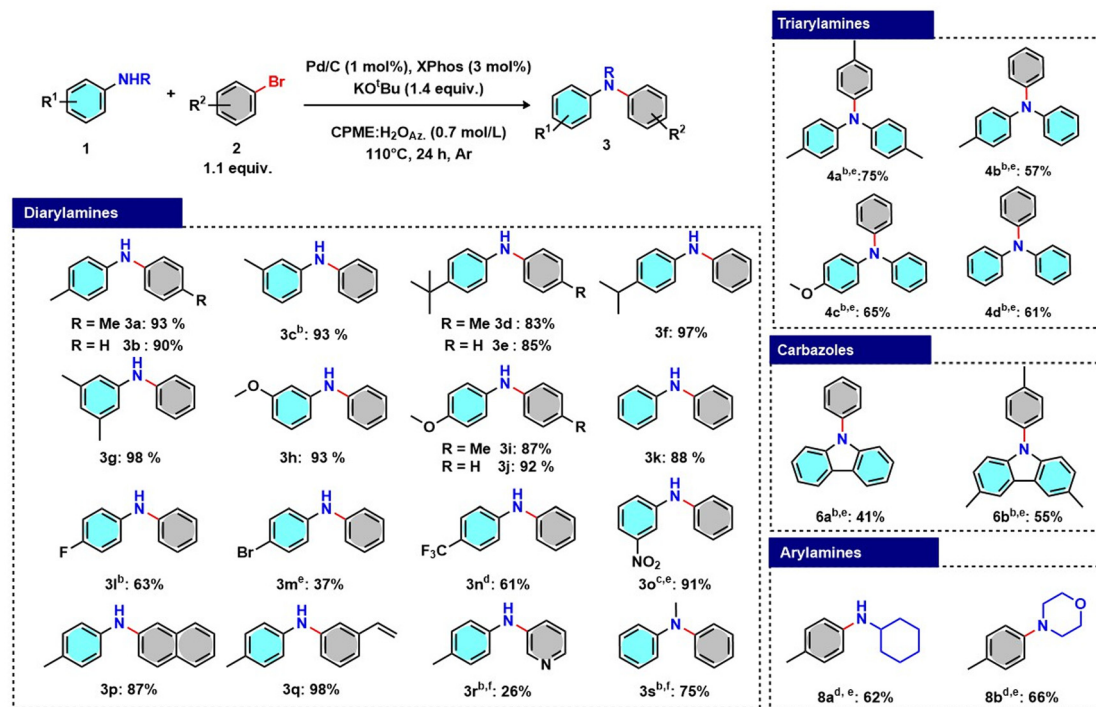 NHR
R¹
1
+
Br
R²
2
1.1 equiv.
Pd/C (1 mol%), XPhos (3 mol%)
KOᵗBu (1.4 equiv.)
CPME:H₂O_Az. (0.7 mol/L)
110°C, 24 h, Ar
R
N
R¹
R²
3
Diarylamines
H
N
R
R = Me 3a: 93 %
R = H 3b: 90%
H
N
3cᵇ: 93 %
H
N
R
R = Me 3d : 83%
R = H 3e : 85%
H
N
3f: 97%
H
N
3g: 98 %
O
H
N
3h: 93 %
H
N
O
R
R = Me 3i: 87%
R = H 3j: 92 %
H
N
3k: 88 %
H
N
F
3lᵇ: 63%
H
N
Br
3mᵉ: 37%
H
N
F₃C
3nᵈ: 61%
H
N
NO₂
3oᶜ,ᵉ: 91%
H
N
3p: 87%
H
N
3q: 98%
H
N
N
3rᵇ,ᶠ: 26%
N
3sᵇ,ᶠ: 75%
Triarylamines
N
4aᵇ,ᵉ:75%
N
4bᵇ,ᵉ: 57%
N
O
4cᵇ,ᵉ: 65%
N
4dᵇ,ᵉ: 61%
Carbazoles
N
6aᵇ,ᵉ: 41%
N
6bᵇ,ᵉ: 55%
Arylamines
H
N
8aᵈ, ᵉ: 62%
O
N
8bᵈ,ᵉ: 66%